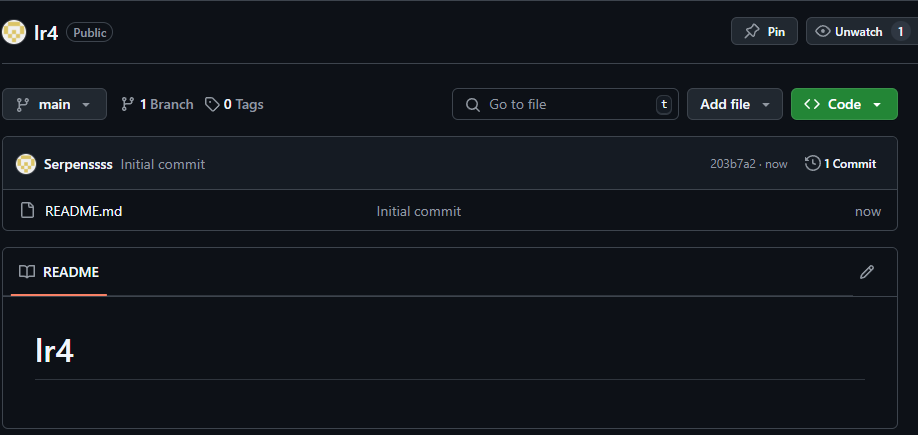 lr4 Public Pin Unwatch 1
main 1 Branch 0 Tags Go to file t Add file Code
Serpenssss Initial commit 203b7a2 · now 1 Commit
README.md Initial commit now
README
lr4